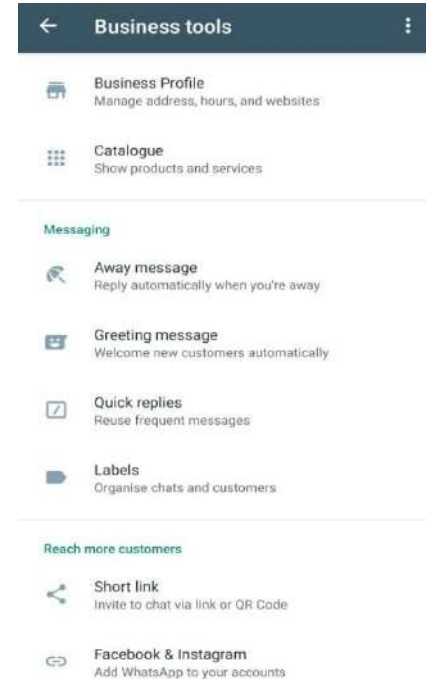 Business tools
Business Profile
Manage address, hours, and websites
Catalogue
Show products and services
Messaging
Away message
Reply automatically when you're away
Greeting message
Welcome new customers automatically
Quick replies
Reuse frequent messages
Labels
Organise chats and customers
Reach more customers
Short link
Invite to chat via link or QR Code
Facebook & Instagram
Add WhatsApp to your accounts